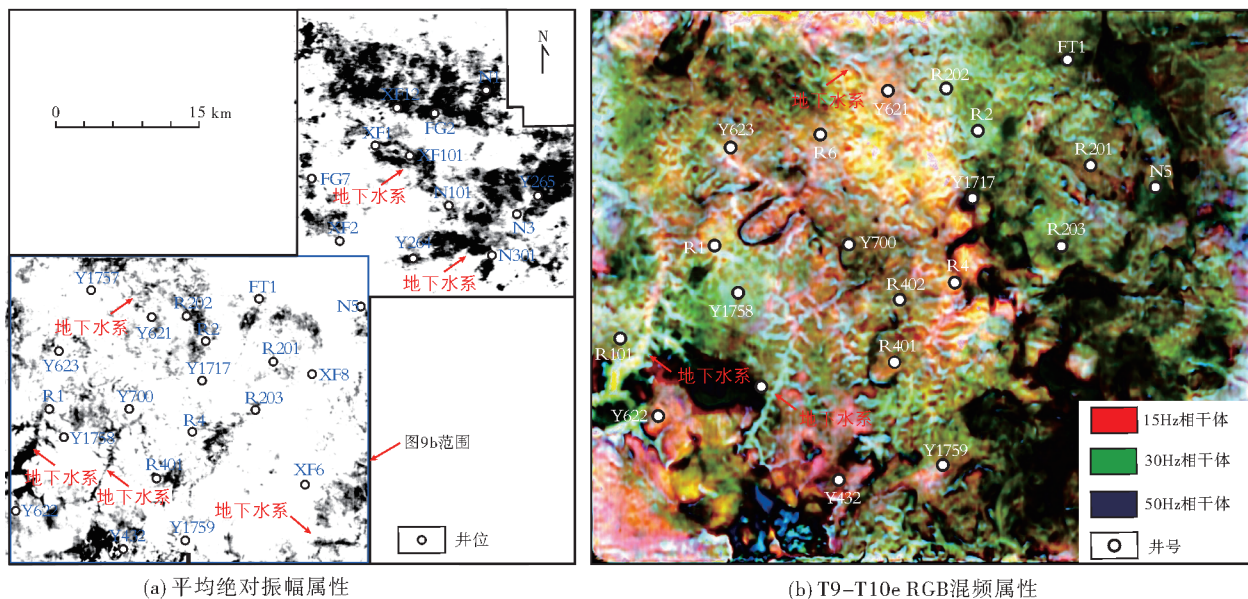 0
15 km
N
N1
XF12
FG2
XF1
XF101
FG7
地下水系
N101
Y265
XF2
N3
Y264
N301
地下水系
Y1757
FT1
N5
地下水系
R202
Y621
R2
Y623
R201
Y1717
XF8
R1
Y700
R203
R4
Y1758
图9b范围
地下水系
R401
地下水系
XF6
Y622
地下水系
Y432
Y1759
井位
(a) 平均绝对振幅属性
FT1
地下水系
R202
Y621
Y623
R6
R2
R201
N5
Y1717
R1
Y700
R203
R4
R402
Y1758
R101
地下水系
R401
Y622
地下水系
Y1759
Y432
15Hz相干体
30Hz相干体
50Hz相干体
井号
(b) T9-T10e RGB混频属性